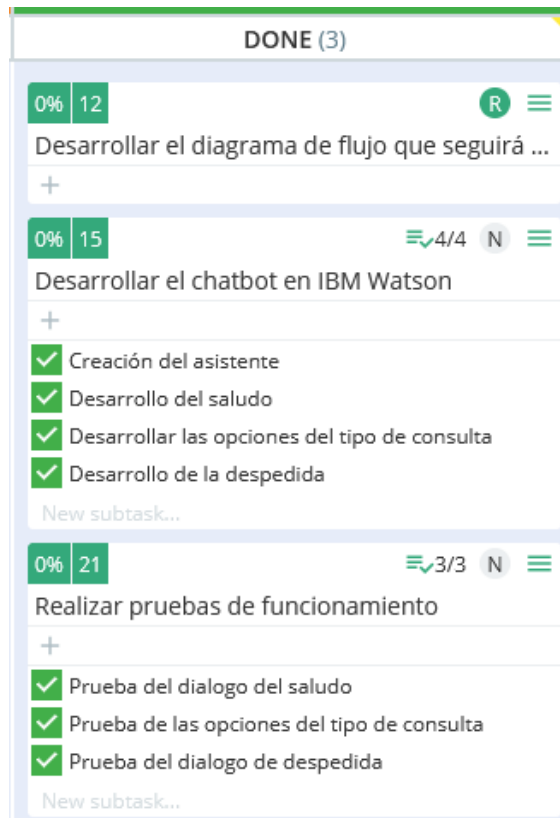 DONE (3)
0% 12 R
Desarrollar el diagrama de flujo que seguirá ...
+
0% 15 4/4 N
Desarrollar el chatbot en IBM Watson
+
Creación del asistente
Desarrollo del saludo
Desarrollar las opciones del tipo de consulta
Desarrollo de la despedida
New subtask...
0% 21 3/3 N
Realizar pruebas de funcionamiento
+
Prueba del dialogo del saludo
Prueba de las opciones del tipo de consulta
Prueba del dialogo de despedida
New subtask...